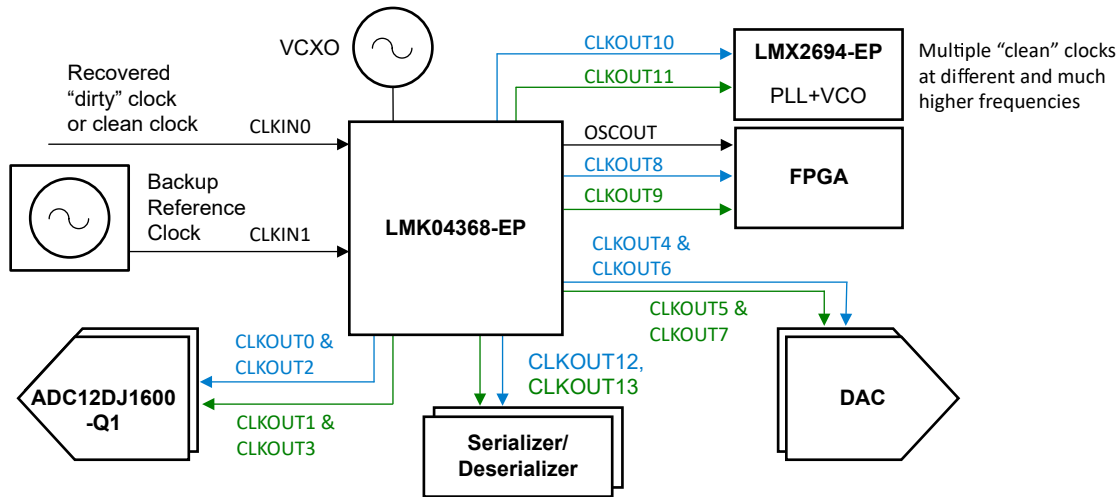 VCXO
CLKOUT10
CLKOUT11
LMX2694-EP
PLL+VCO
Multiple “clean” clocks
at different and much
higher frequencies
Recovered
“dirty” clock
or clean clock
CLKIN0
OSCOUT
CLKOUT8
CLKOUT9
FPGA
Backup
Reference
Clock
CLKIN1
LMK04368-EP
CLKOUT4 &
CLKOUT6
CLKOUT5 &
CLKOUT7
DAC
CLKOUT0 &
CLKOUT2
ADC12DJ1600
-Q1
CLKOUT1 &
CLKOUT3
CLKOUT12,
CLKOUT13
Serializer/
Deserializer